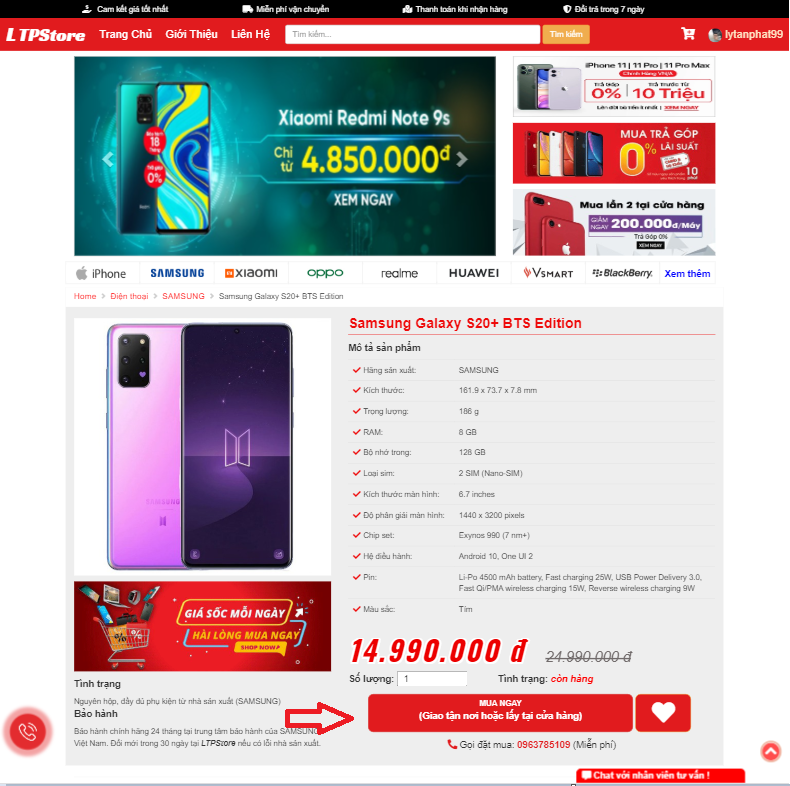 Cam kết giá tốt nhất
Miễn phí vận chuyển
Thanh toán khi nhận hàng
Đổi trả trong 7 ngày
LTPStore
Trang Chủ
Giới Thiệu
Liên Hệ
Tìm kiếm...
Tìm kiếm
lytanphat99
Xiaomi Redmi Note 9s
Chỉ từ 4.850.000đ
XEM NGAY
iPhone 11 | 11 Pro | 11 Pro Max
Chính Hãng VN/A
Trả Góp 0%
Trả Trước Từ 10 Triệu
XEM NGAY
MUA TRẢ GÓP
0% LÃI SUẤT
10 phút
Mua lần 2 tại cửa hàng
GIẢM NGAY 200.000đ/Máy
Trả Góp 0%
XEM NGAY
iPhone
SAMSUNG
mi XIAOMI
oppo
realme
HUAWEI
VSMART
BlackBerry.
Xem thêm
Home > Điện thoại > SAMSUNG > Samsung Galaxy S20+ BTS Edition
Samsung Galaxy S20+ BTS Edition
Mô tả sản phẩm
Hãng sản xuất: SAMSUNG
Kích thước: 161.9 x 73.7 x 7.8 mm
Trọng lượng: 186 g
RAM: 8 GB
Bộ nhớ trong: 128 GB
Loại sim: 2 SIM (Nano-SIM)
Kích thước màn hình: 6.7 inches
Độ phân giải màn hình: 1440 x 3200 pixels
Chip set: Exynos 990 (7 nm+)
Hệ điều hành: Android 10, One UI 2
Pin: Li-Po 4500 mAh battery, Fast charging 25W, USB Power Delivery 3.0,
Fast Qi/PMA wireless charging 15W, Reverse wireless charging 9W
Màu sắc: Tím
SAMSUNG
GIÁ SỐC MỖI NGÀY
HÀI LÒNG MUA NGAY
SHOP NOW
14.990.000 đ
24.990.000 đ
Số lượng: 1
Tình trạng: còn hàng
MUA NGAY
(Giao tận nơi hoặc lấy tại cửa hàng)
Gọi đặt mua: 0963785109 (Miễn phí)
Tình trạng
Nguyên hộp, đầy đủ phụ kiện từ nhà sản xuất (SAMSUNG)
Bảo hành
Bảo hành chính hãng 24 tháng tại trung tâm bảo hành của SAMSUNG
Việt Nam. Đổi mới trong 30 ngày tại LTPStore nếu có lỗi nhà sản xuất.
Chat với nhân viên tư vấn !